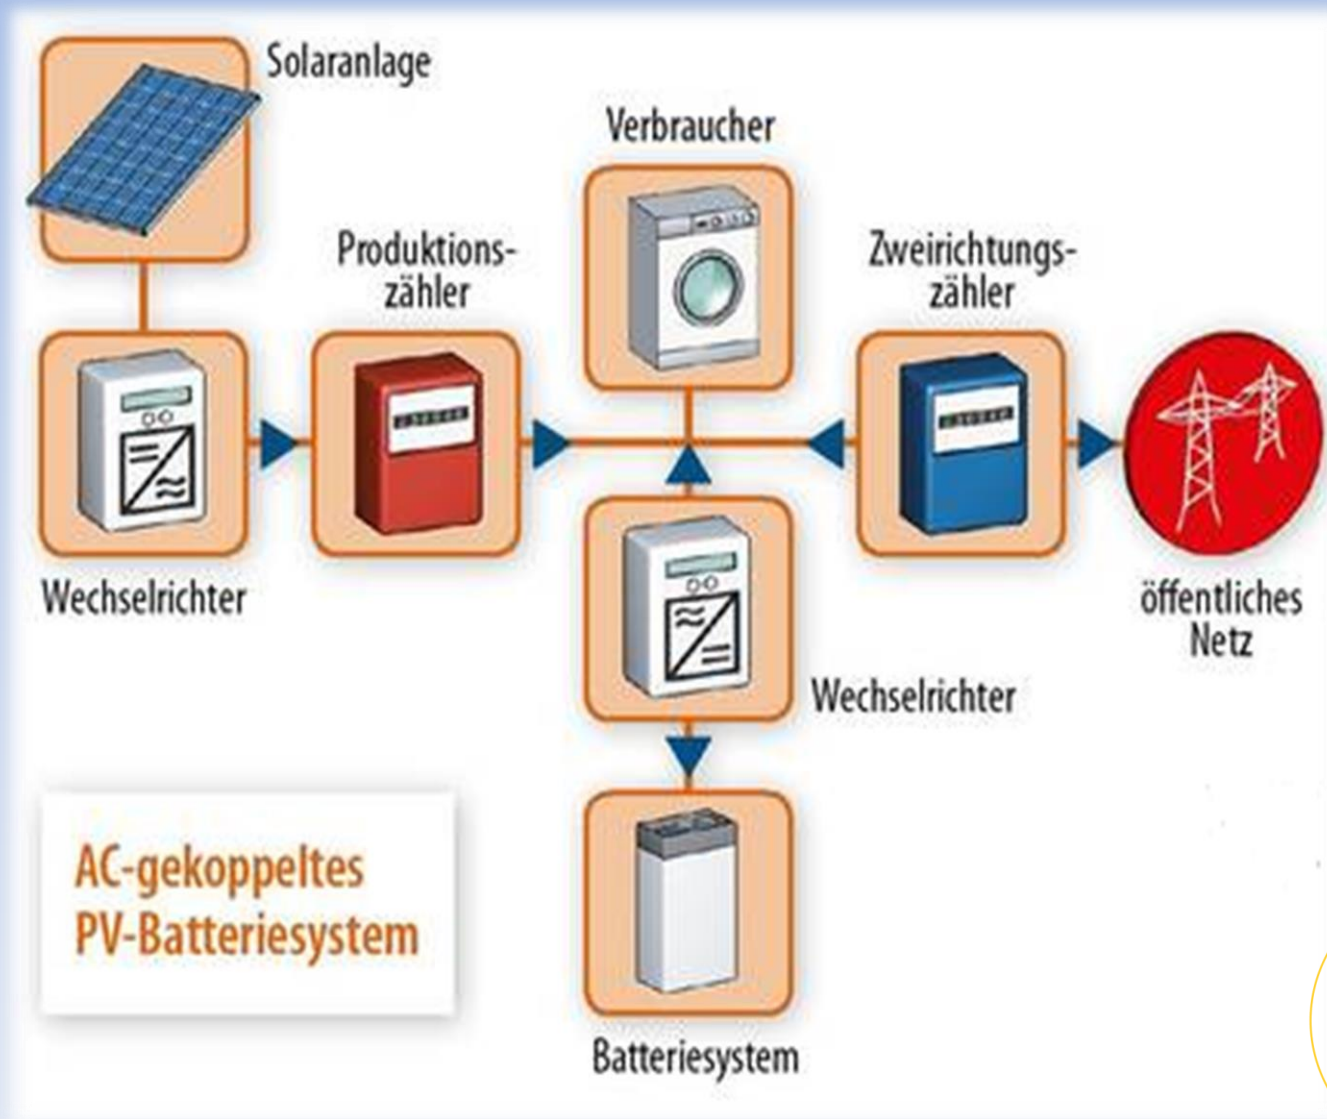 Solaranlage
Verbraucher
Produktions-
zähler
Zweirichtungs-
zähler
Wechselrichter
öffentliches
Netz
Wechselrichter
AC-gekoppeltes
PV-Batteriesystem
Batteriesystem